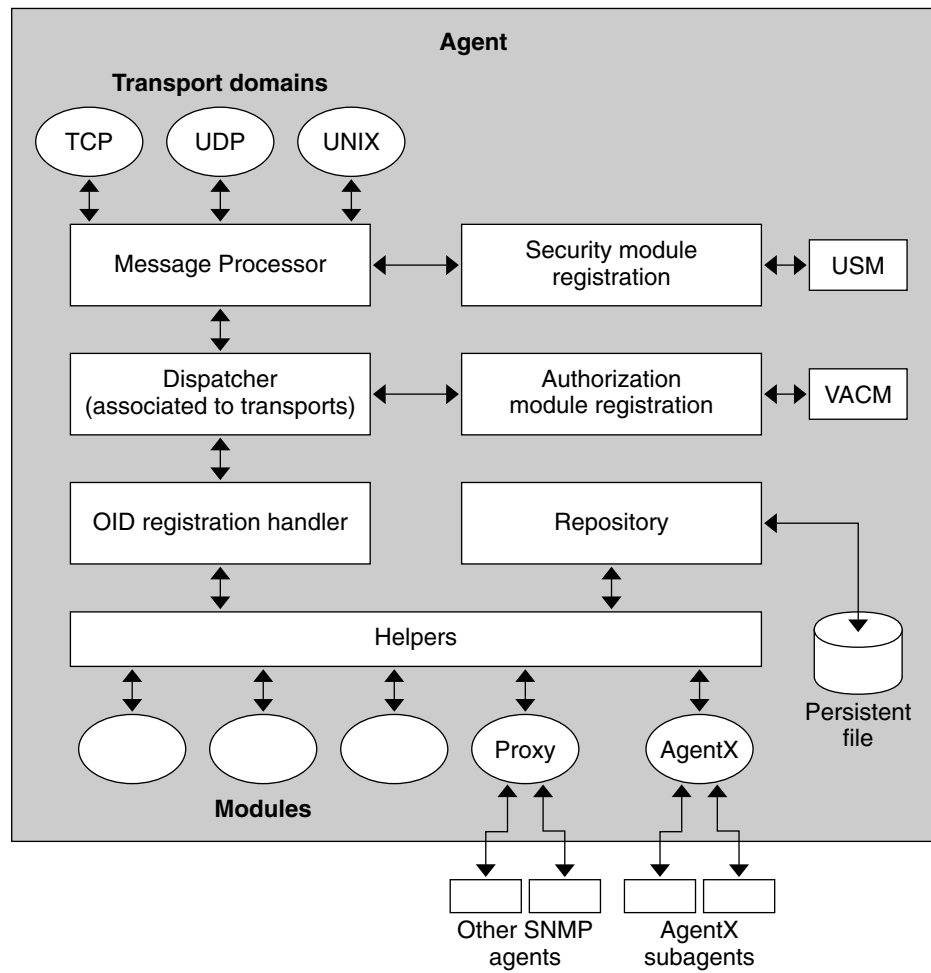 Agent
Transport domains
TCP
UDP
UNIX
Message Processor
Security module
registration
USM
Dispatcher
(associated to transports)
Authorization
module registration
VACM
OID registration handler
Repository
Helpers
Persistent
file
Proxy
AgentX
Modules
Other SNMP
agents
AgentX
subagents